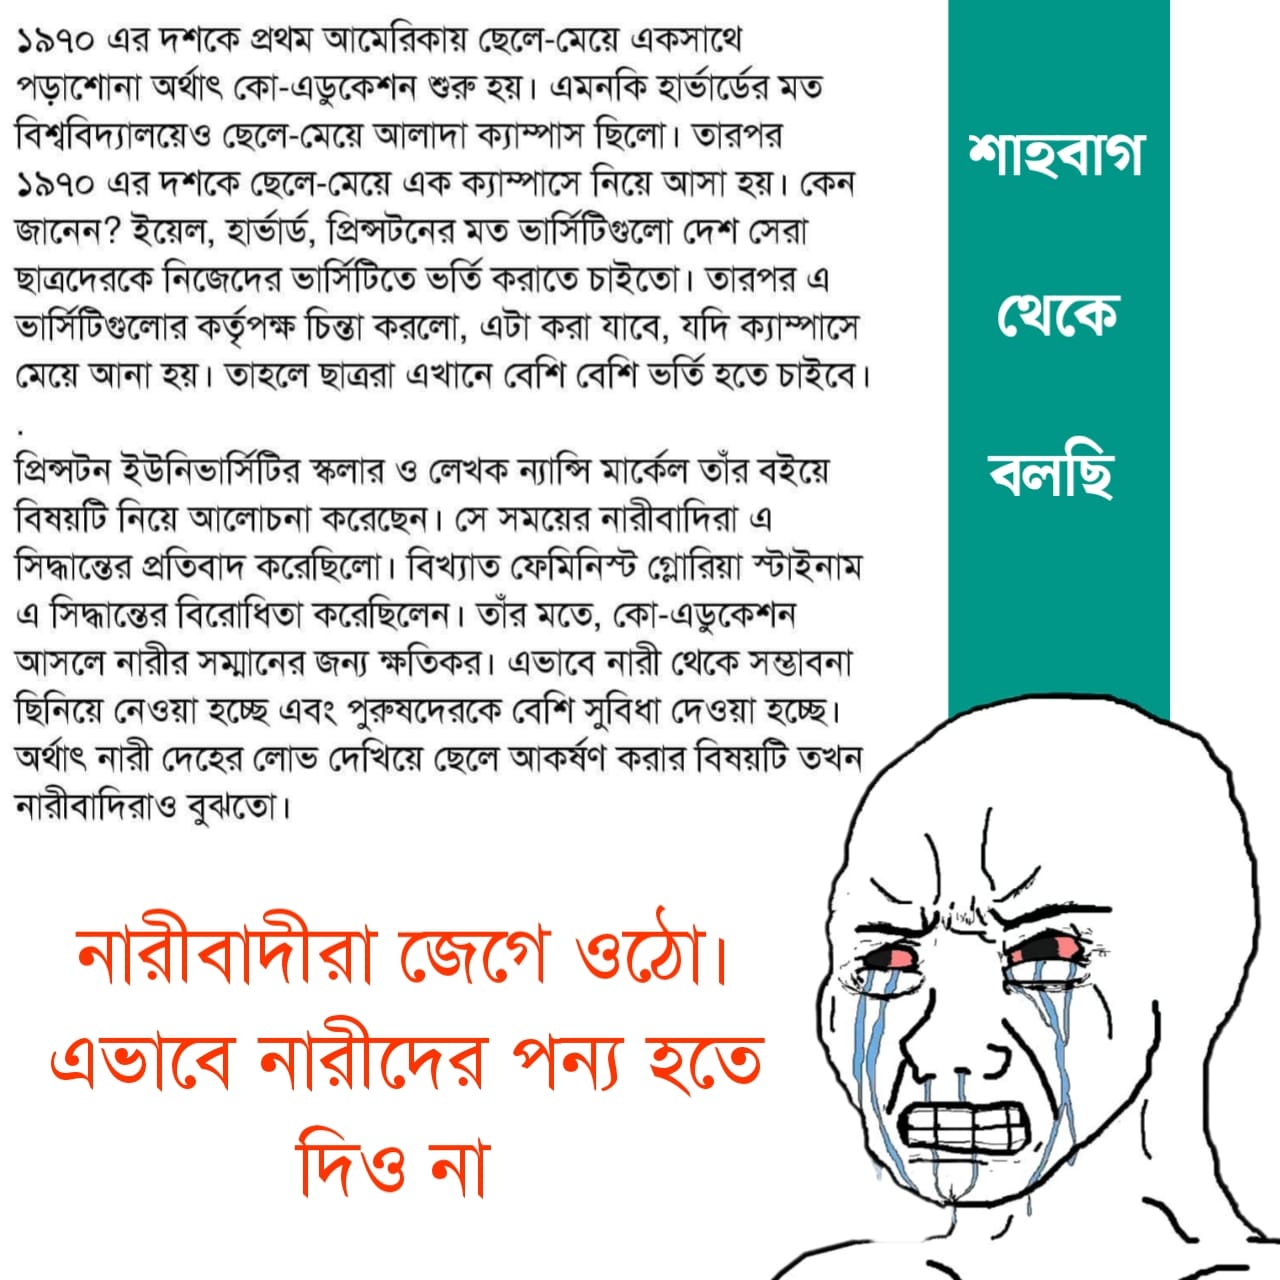 ১৯৭০ এর দশকে প্রথম আমেরিকায় ছেলে-মেয়ে একসাথে
পড়াশোনা অর্থাৎ কো-এডুকেশন শুরু হয়। এমনকি হার্ভার্ডের মত
বিশ্ববিদ্যালয়েও ছেলে-মেয়ে আলাদা ক্যাম্পাস ছিলো। তারপর
১৯৭০ এর দশকে ছেলে-মেয়ে এক ক্যাম্পাসে নিয়ে আসা হয়। কেন
জানেন? ইয়েল, হার্ভার্ড, প্রিন্সটনের মত ভার্সিটিগুলো দেশ সেরা
ছাত্রদেরকে নিজেদের ভার্সিটিতে ভর্তি করাতে চাইতো। তারপর এ
ভার্সিটিগুলোর কর্তৃপক্ষ চিন্তা করলো, এটা করা যাবে, যদি ক্যাম্পাসে
মেয়ে আনা হয়। তাহলে ছাত্ররা এখানে বেশি বেশি ভর্তি হতে চাইবে।
.
প্রিন্সটন ইউনিভার্সিটির স্কলার ও লেখক ন্যান্সি মার্কেল তাঁর বইয়ে
বিষয়টি নিয়ে আলোচনা করেছেন। সে সময়ের নারীবাদিরা এ
সিদ্ধান্তের প্রতিবাদ করেছিলো। বিখ্যাত ফেমিনিস্ট গ্লোরিয়া স্টাইনাম
এ সিদ্ধান্তের বিরোধিতা করেছিলেন। তাঁর মতে, কো-এডুকেশন
আসলে নারীর সম্মানের জন্য ক্ষতিকর। এভাবে নারী থেকে সম্ভাবনা
ছিনিয়ে নেওয়া হচ্ছে এবং পুরুষদেরকে বেশি সুবিধা দেওয়া হচ্ছে।
অর্থাৎ নারী দেহের লোভ দেখিয়ে ছেলে আকর্ষণ করার বিষয়টি তখন
নারীবাদিরাও বুঝতো।
শাহবাগ
থেকে
বলছি
নারীবাদীরা জেগে ওঠো।
এভাবে নারীদের পন্য হতে
দিও না